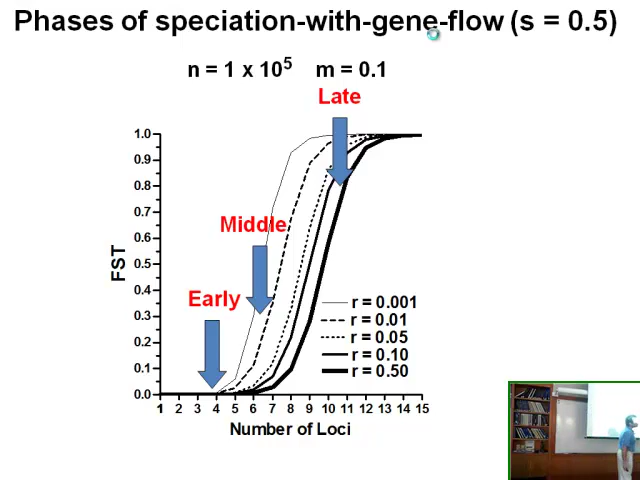 Phases of speciation-with-gene-flow (s = 0.5)
n = 1 x 10⁵ m = 0.1
Late
Middle
Early
FST
1.0
0.9
0.8
0.7
0.6
0.5
0.4
0.3
0.2
0.1
0.0
r = 0.001
r = 0.01
r = 0.05
r = 0.10
r = 0.50
1 2 3 4 5 6 7 8 9 10 11 12 13 14 15
Number of Loci